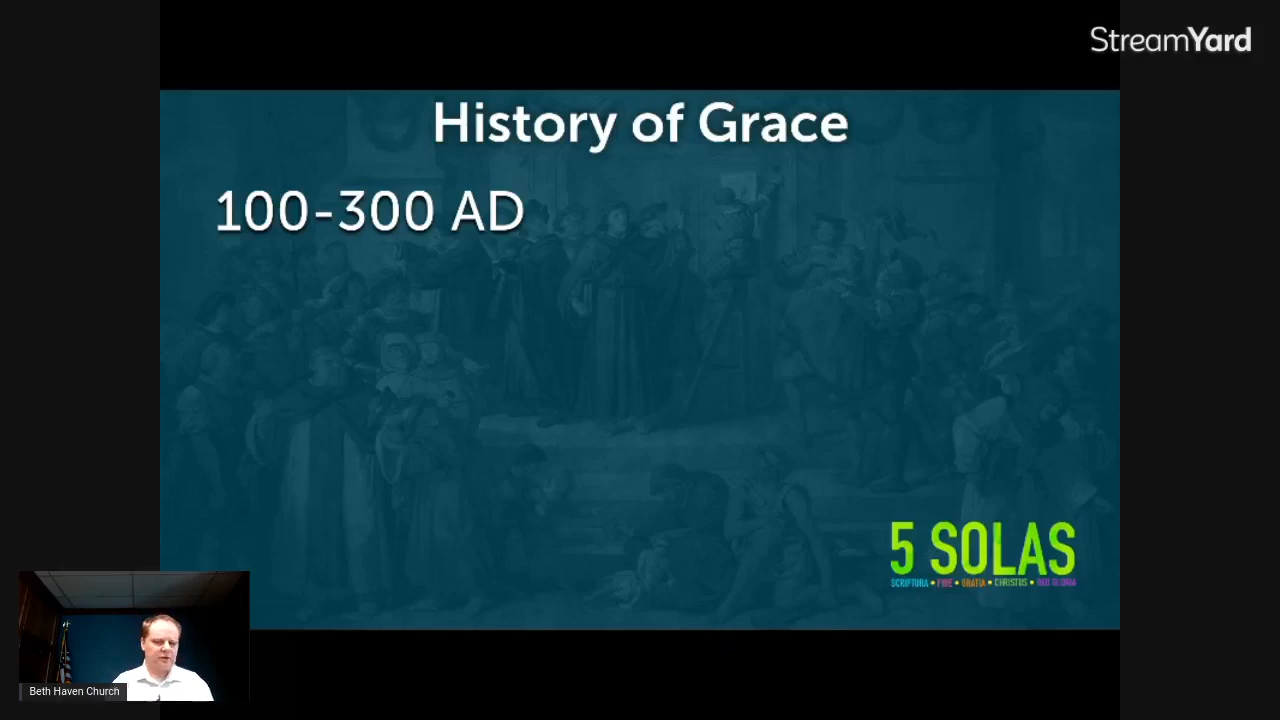 StreamYard
History of Grace
100-300 AD
5 SOLAS
SCRIPTURA • FIDE • GRATIA • CHRISTUS • DEO GLORIA
Beth Haven Church